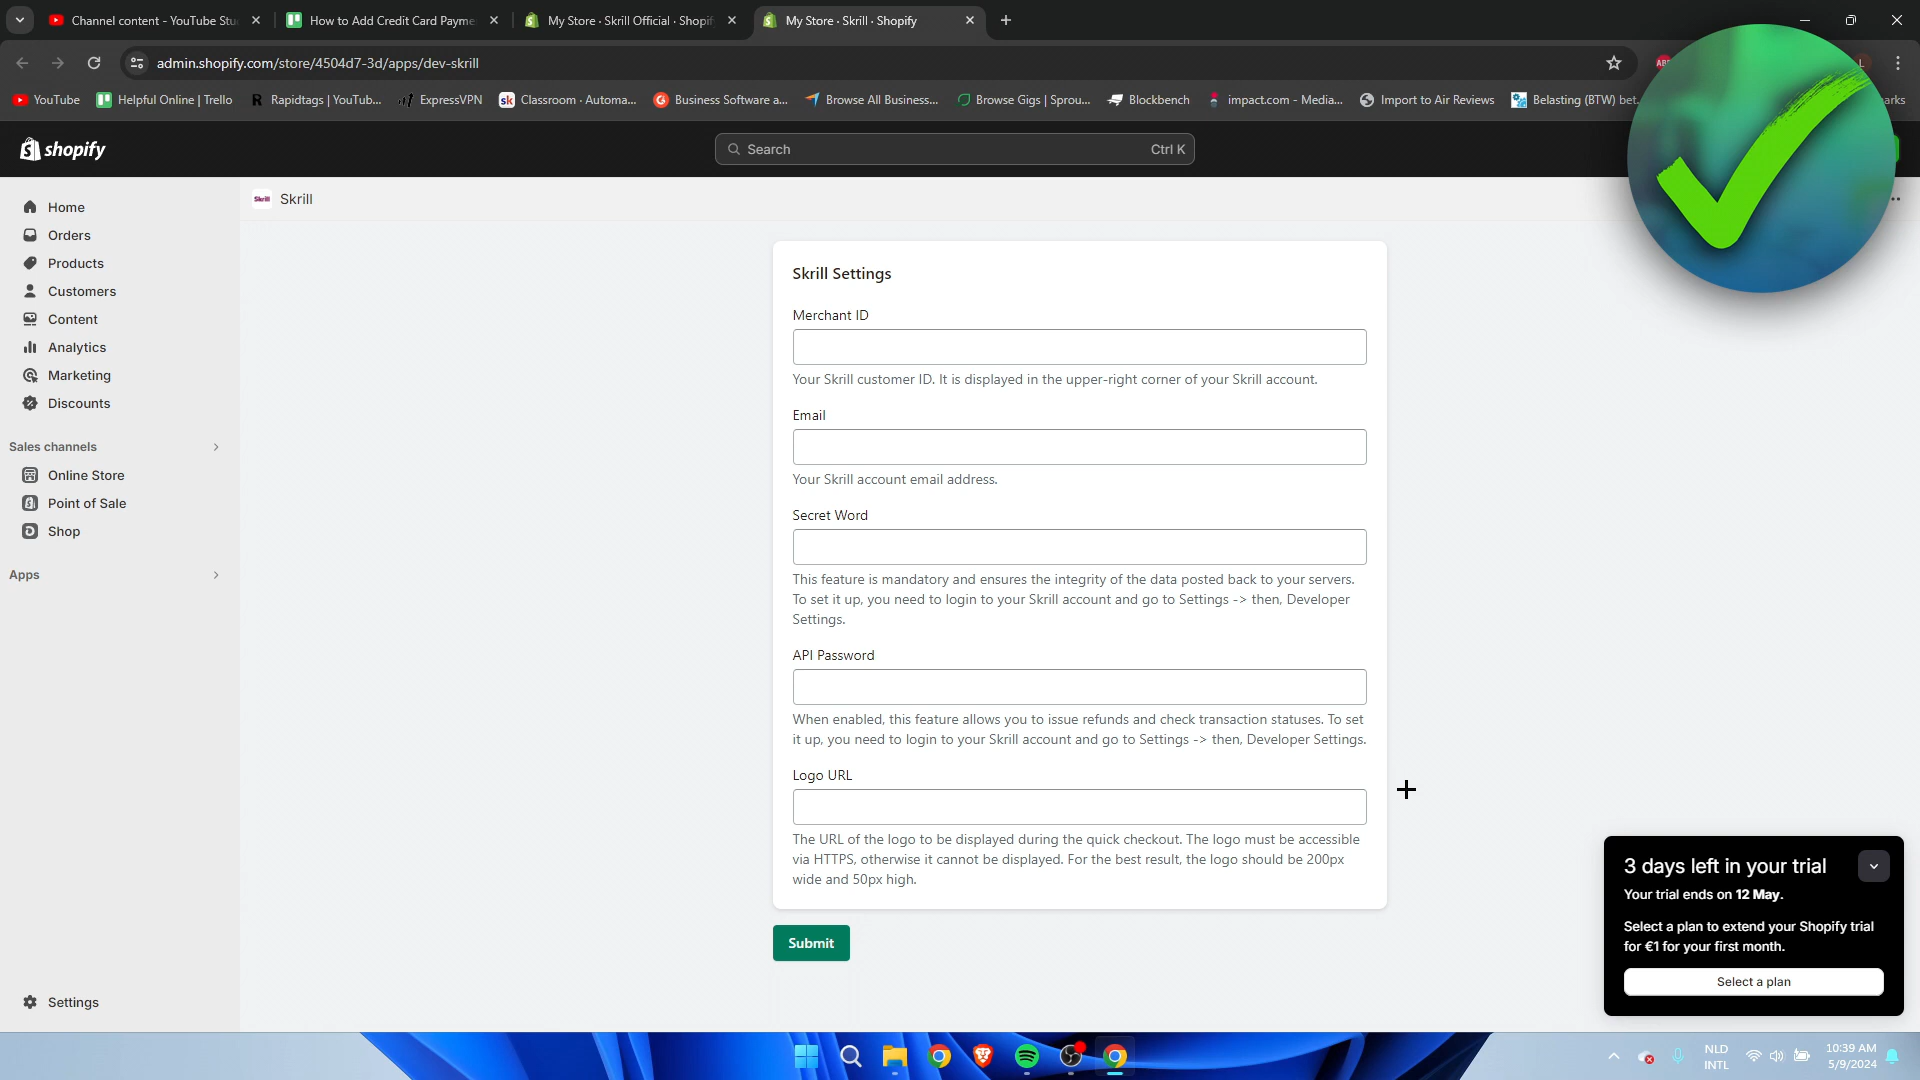 Channel content - YouTube Stu
How to Add Credit Card Payme
My Store · Skrill Official · Shopif
My Store · Skrill · Shopify
admin.shopify.com/store/4504d7-3d/apps/dev-skrill
YouTube
Helpful Online | Trello
Rapidtags | YouTub...
ExpressVPN
Classroom - Automa...
Business Software a...
Browse All Business...
Browse Gigs | Sprou...
Blockbench
impact.com - Media...
Import to Air Reviews
Belasting (BTW) bet
arks
shopify
Search
Ctrl K
Home
Orders
Products
Customers
Content
Analytics
Marketing
Discounts
Sales channels
Online Store
Point of Sale
Shop
Apps
Settings
Skrill
Skrill
Skrill Settings
Merchant ID
Your Skrill customer ID. It is displayed in the upper-right corner of your Skrill account.
Email
Your Skrill account email address.
Secret Word
This feature is mandatory and ensures the integrity of the data posted back to your servers.
To set it up, you need to login to your Skrill account and go to Settings -> then, Developer
Settings.
API Password
When enabled, this feature allows you to issue refunds and check transaction statuses. To set
it up, you need to login to your Skrill account and go to Settings -> then, Developer Settings.
Logo URL
The URL of the logo to be displayed during the quick checkout. The logo must be accessible
via HTTPS, otherwise it cannot be displayed. For the best result, the logo should be 200px
wide and 50px high.
Submit
3 days left in your trial
Your trial ends on 12 May.
Select a plan to extend your Shopify trial
for €1 for your first month.
Select a plan
NLD
INTL
10:39 AM
5/9/2024